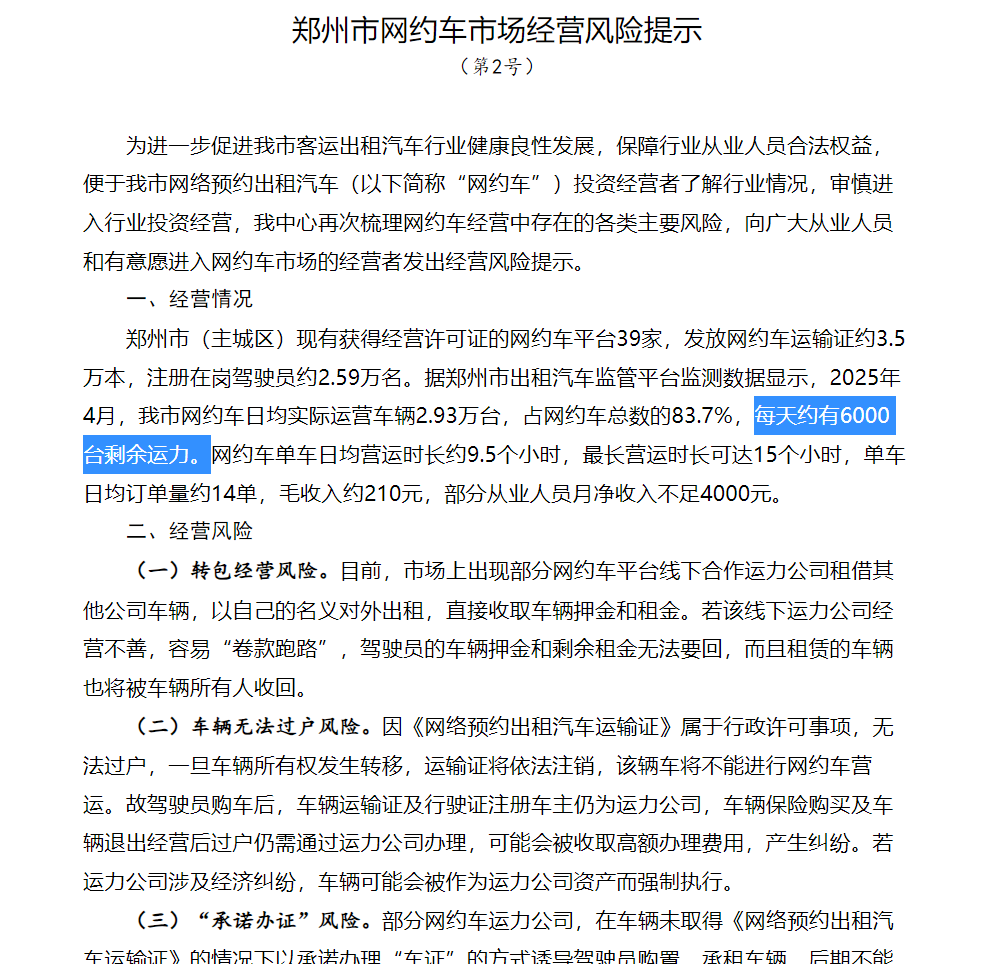 郑州市网约车市场经营风险提示
（第2号）
为进一步促进我市客运出租汽车行业健康良性发展，保障行业从业人员合法权益，
便于我市网络预约出租汽车（以下简称“网约车”）投资经营者了解行业情况，审慎进
入行业投资经营，我中心再次梳理网约车经营中存在的各类主要风险，向广大从业人员
和有意愿进入网约车市场的经营者发出经营风险提示。
一、经营情况
郑州市（主城区）现有获得经营许可证的网约车平台39家，发放网约车运输证约3.5
万本，注册在岗驾驶员约2.59万名。据郑州市出租汽车监管平台监测数据显示，2025年
4月，我市网约车日均实际运营车辆2.93万台，占网约车总数的83.7%，每天约有6000
台剩余运力。网约车单车日均营运时长约9.5个小时，最长营运时长可达15个小时，单车
日均订单量约14单，毛收入约210元，部分从业人员月净收入不足4000元。
二、经营风险
（一）转包经营风险。目前，市场上出现部分网约车平台线下合作运力公司租借其
他公司车辆，以自己的名义对外出租，直接收取车辆押金和租金。若该线下运力公司经
营不善，容易“卷款跑路”，驾驶员的车辆押金和剩余租金无法要回，而且租赁的车辆
也将被车辆所有人收回。
（二）车辆无法过户风险。因《网络预约出租汽车运输证》属于行政许可事项，无
法过户，一旦车辆所有权发生转移，运输证将依法注销，该辆车将不能进行网约车营
运。故驾驶员购车后，车辆运输证及行驶证注册车主仍为运力公司，车辆保险购买及车
辆退出经营后过户仍需通过运力公司办理，可能会被收取高额办理费用，产生纠纷。若
运力公司涉及经济纠纷，车辆可能会被作为运力公司资产而强制执行。
（三）“承诺办证”风险。部分网约车运力公司，在车辆未取得《网络预约出租汽
车运输证》的情况下以承诺办理“车证”的方式诱导驾驶员购置、承租车辆，后期不能